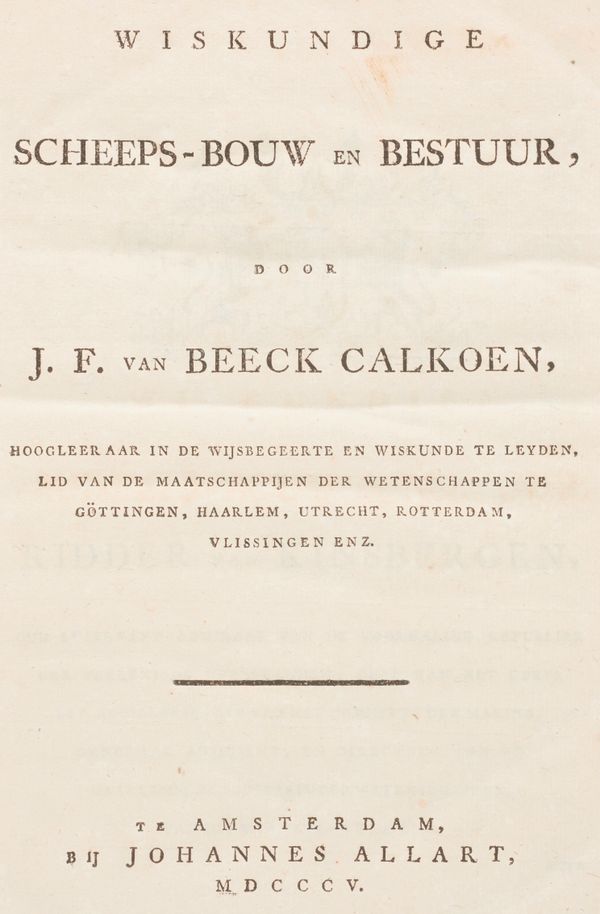 WISKUNDIGE
SCHEEPS-BOUW EN BESTUUR,
DOOR
J. F. VAN BEECK CALKOEN,
HOOGLEERAAR IN DE WIJSBEGEERTE EN WISKUNDE TE LEYDEN,
LID VAN DE MAATSCHAPPIJEN DER WETENSCHAPPEN TE
GÖTTINGEN, HAARLEM, UTRECHT, ROTTERDAM,
VLISSINGEN ENZ.
TE AMSTERDAM,
BIJ JOHANNES ALLART,
MDCCCV.